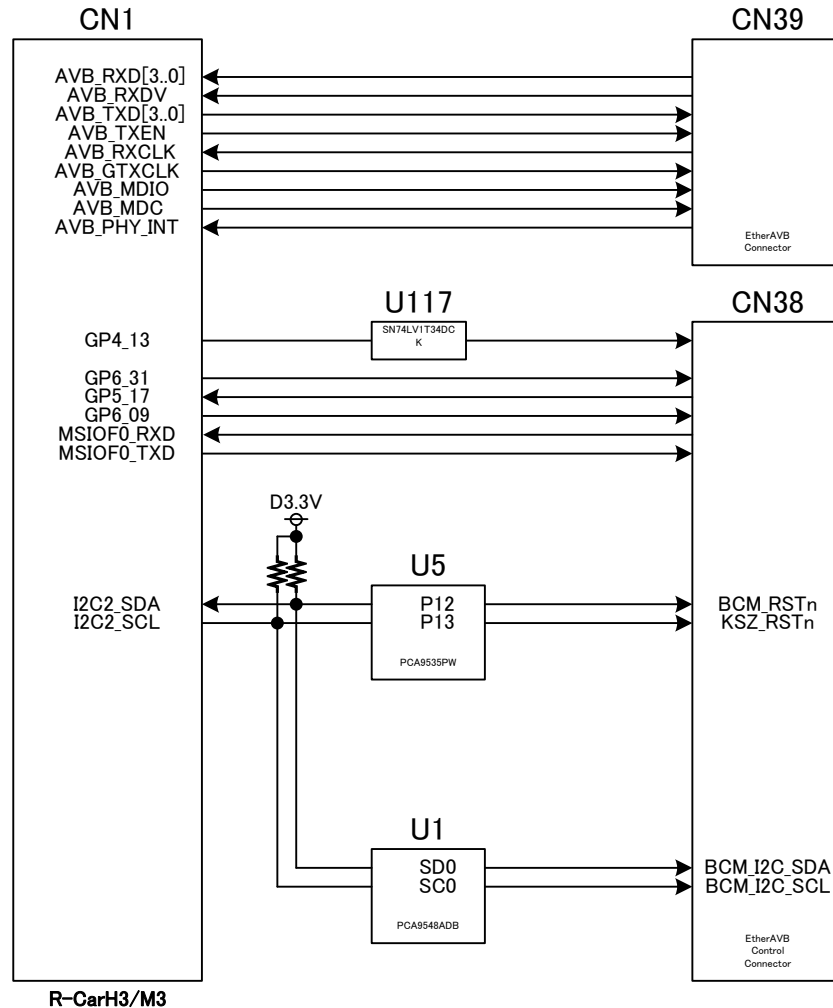 CN1
CN39
AVB_RXD[3..0]
AVB_RXDV
AVB_TXD[3..0]
AVB_TXEN
AVB_RXCLK
AVB_GTXCLK
AVB_MDIO
AVB_MDC
AVB_PHY_INT
EtherAVB
Connector
U117
CN38
SN74LV1T34DC
K
GP4_13
GP6_31
GP5_17
GP6_09
MSIOF0_RXD
MSIOF0_TXD
D3.3V
U5
I2C2_SDA
P12
BCM_RSTn
I2C2_SCL
P13
KSZ_RSTn
PCA9535PW
U1
SD0
BCM_I2C_SDA
SC0
BCM_I2C_SCL
PCA9548ADB
EtherAVB
Control
Connector
R-CarH3/M3